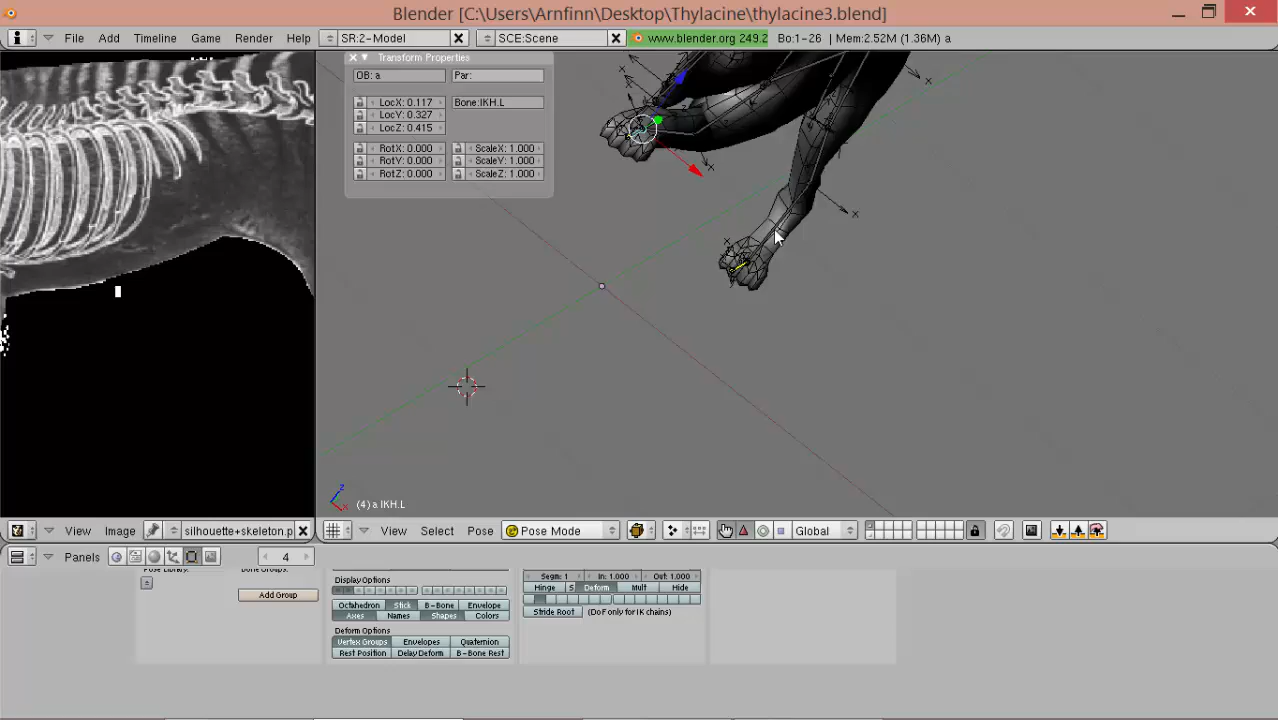 Blender [C:\Users\Arnfinn\Desktop\Thylacine\thylacine3.blend]
File Add Timeline Game Render Help SR:2-Model SCE:Scene www.blender.org 249.2 Bo:1-26 | Mem:2.52M (1.36M) a
Transform Properties
OB: a Par:
LocX: 0.117 Bone:IKH.L
LocY: 0.327
LocZ: 0.415
RotX: 0.000 ScaleX: 1.000
RotY: 0.000 ScaleY: 1.000
RotZ: 0.000 ScaleZ: 1.000
x
x
x
x
x
x
z
x
(4) a IKH.L
View Image silhouette+skeleton.p View Select Pose Pose Mode Global
Panels 4
Pose Library: Bone Groups:
Add Group
Display Options
Octahedron Stick B-Bone Envelope
Axes Names Shapes Colors
Deform Options
Vertex Groups Envelopes Quaternion
Rest Position Delay Deform B-Bone Rest
Segm: 1 In: 1.000 Out: 1.000
Hinge S Deform Mult Hide
Stride Root (DoF only for IK chains)